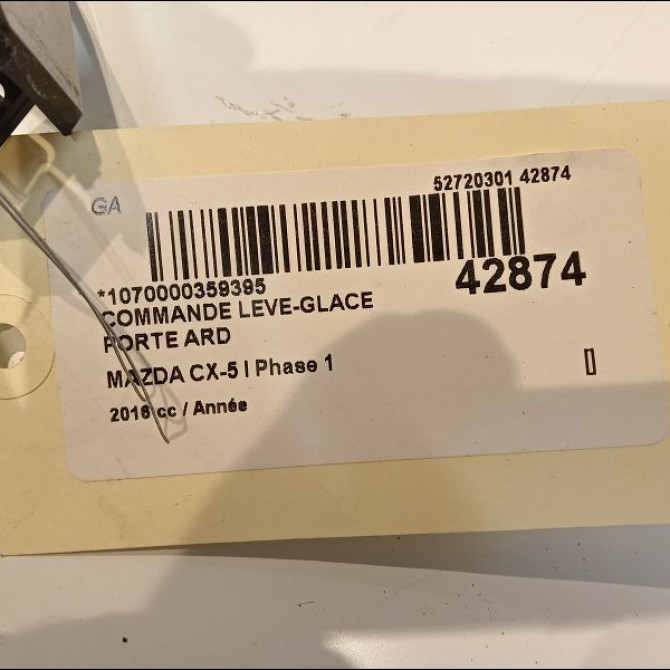 52720301 42874
GA
*1070000359395
42874
COMMANDE LEVE-GLACE
PORTE ARD
MAZDA CX-5 I Phase 1
2016 cc / Année